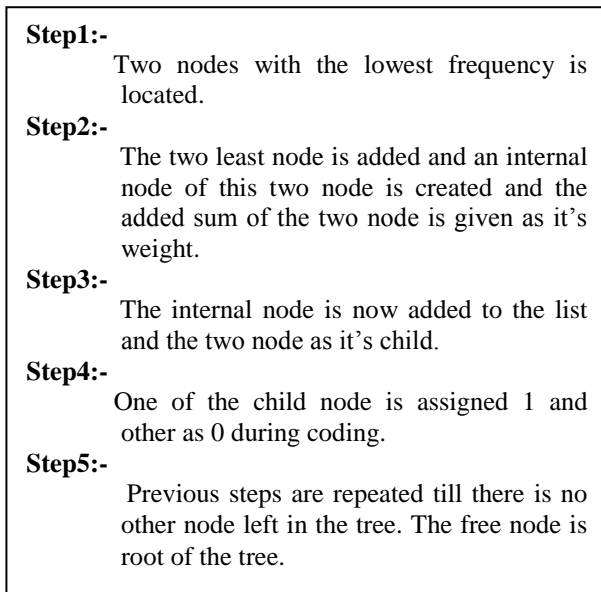 Step1:-
Two nodes with the lowest frequency is
located.
Step2:-
The two least node is added and an internal
node of this two node is created and the
added sum of the two node is given as it's
weight.
Step3:-
The internal node is now added to the list
and the two node as it's child.
Step4:-
One of the child node is assigned 1 and
other as 0 during coding.
Step5:-
Previous steps are repeated till there is no
other node left in the tree. The free node is
root of the tree.